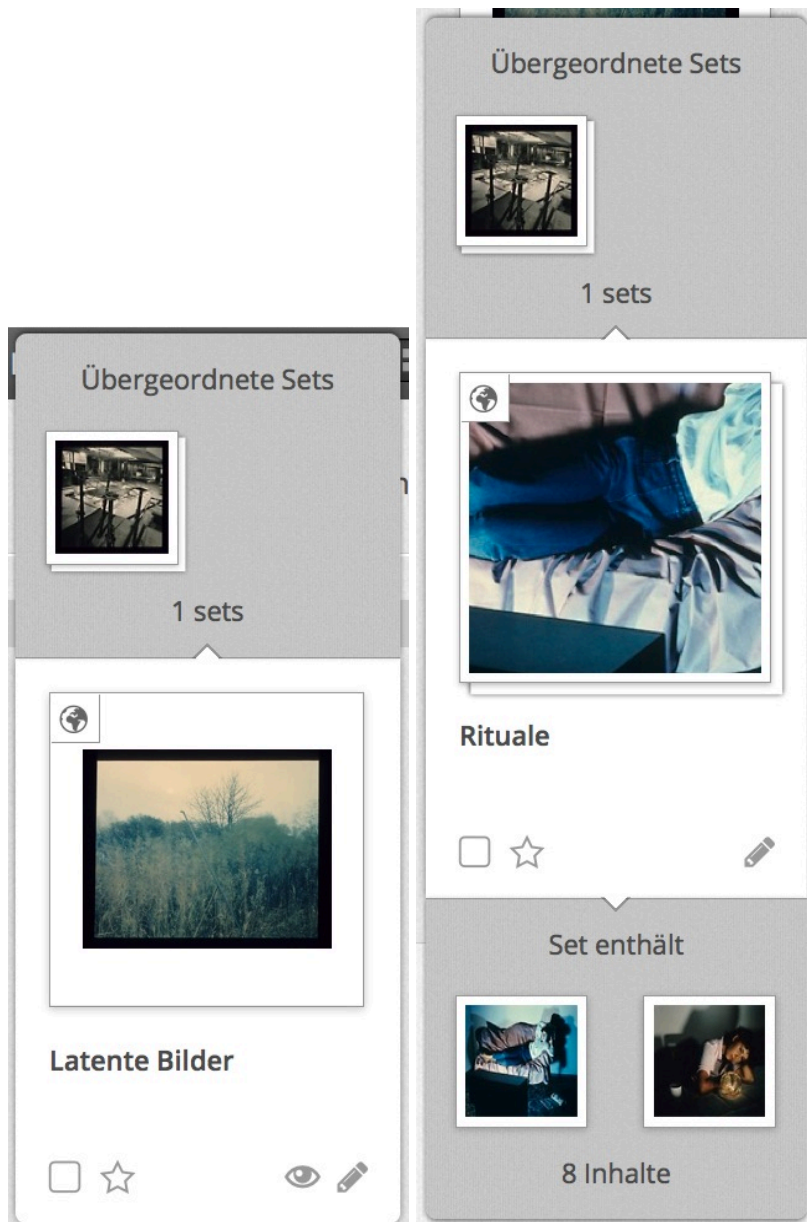 Übergeordnete Sets
1 sets
Latente Bilder
Übergeordnete Sets
1 sets
Rituale
Set enthält
8 Inhalte